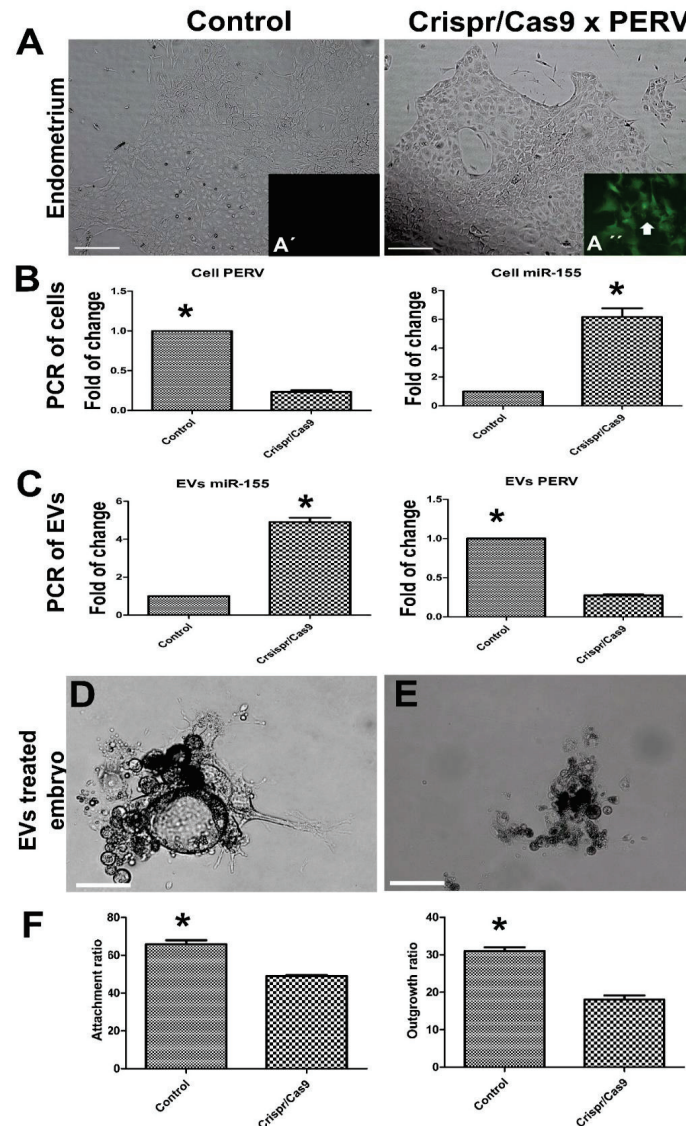 Control
Crispr/Cas9 x PERV
A
Endometrium
A´
A ´´
B
PCR of cells
Cell PERV
Fold of change
1.5
1.0
0.5
0.0
*
Control
Crispr/Cas9
Cell miR-155
Fold of change
8
6
4
2
0
*
Control
Crsispr/Cas9
C
PCR of EVs
EVs miR-155
Fold of change
6
4
2
0
*
Control
Crsispr/Cas9
EVs PERV
Fold of change
1.5
1.0
0.5
0.0
*
Control
Crispr/Cas9
EVs treated
embryo
D
E
F
Attachment ratio
80
60
40
20
0
*
Control
Crispr/Cas9
Outgrowth ratio
40
30
20
10
0
*
Control
Crispr/Cas9